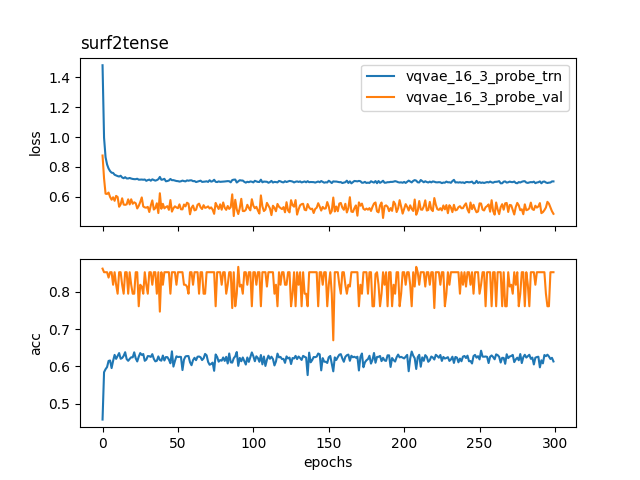 surf2tense
1.4
1.2
1.0
0.8
0.6
loss
vqvae_16_3_probe_trn
vqvae_16_3_probe_val
0.8
0.7
0.6
0.5
acc
0 50 100 150 200 250 300
epochs